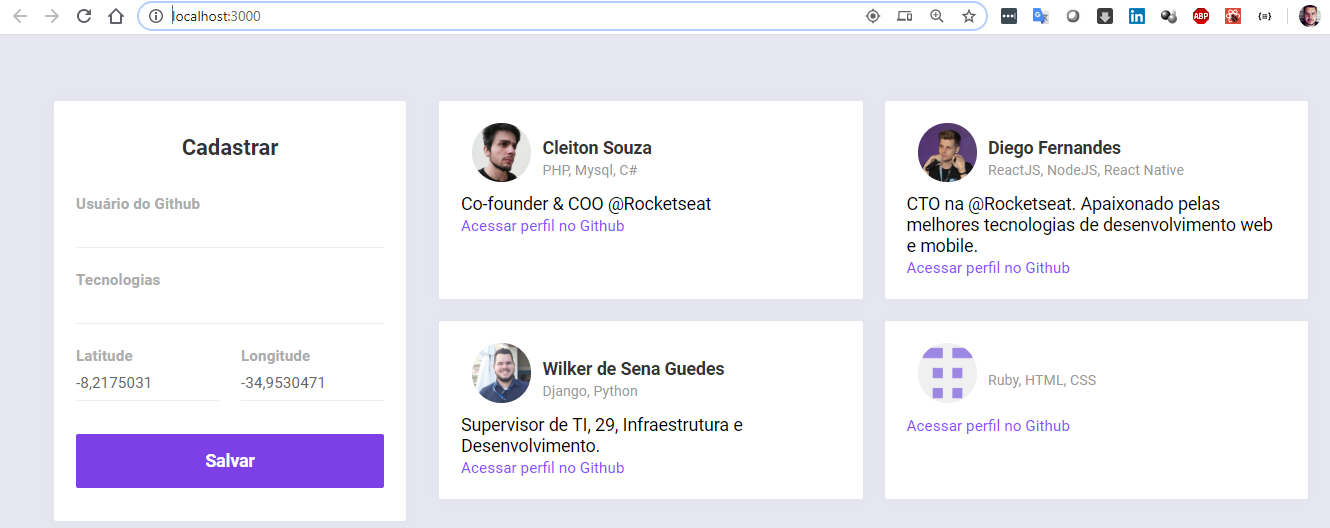 localhost:3000
ABP
Cadastrar
Usuário do Github
Tecnologias
Latitude
Longitude
-8,2175031
-34,9530471
Salvar
Cleiton Souza
PHP, Mysql, C#
Co-founder & COO @Rocketseat
Acessar perfil no Github
Diego Fernandes
ReactJS, NodeJS, React Native
CTO na @Rocketseat. Apaixonado pelas
melhores tecnologias de desenvolvimento web
e mobile.
Acessar perfil no Github
Wilker de Sena Guedes
Django, Python
Supervisor de TI, 29, Infraestrutura e
Desenvolvimento.
Acessar perfil no Github
Ruby, HTML, CSS
Acessar perfil no Github